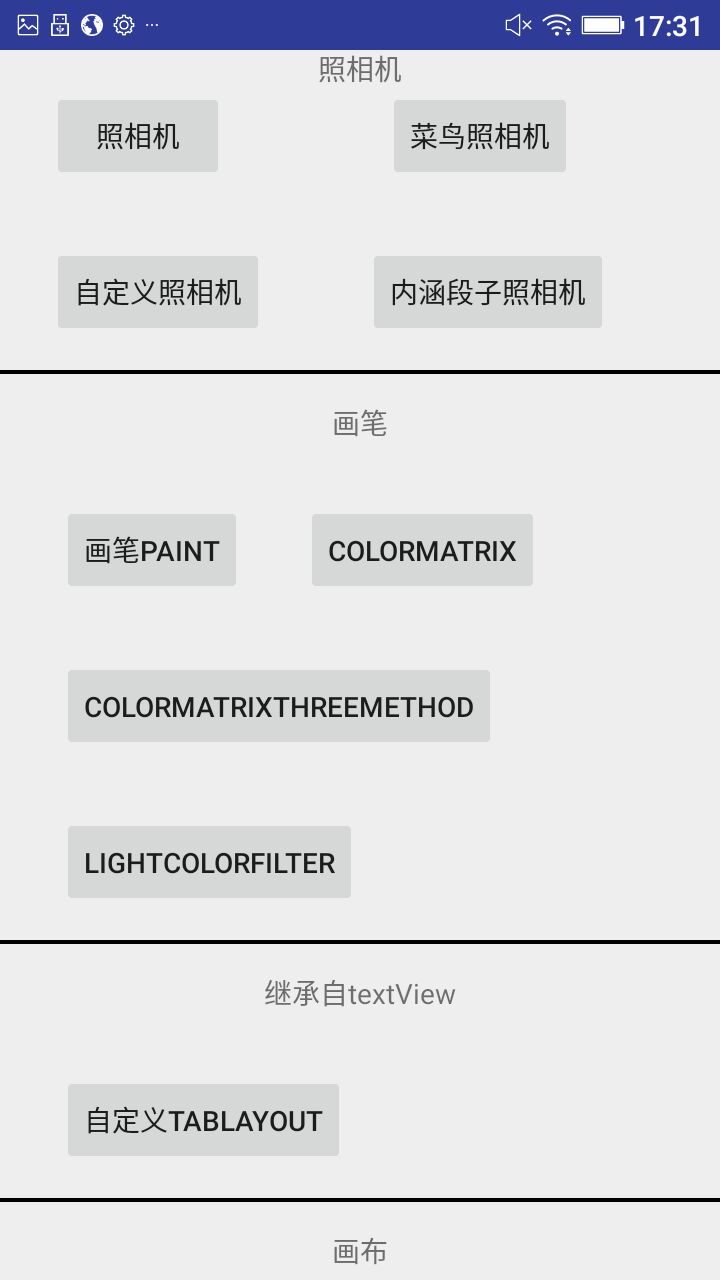 17:31
照相机
照相机
菜鸟照相机
自定义照相机
内涵段子照相机
画笔
画笔PAINT
COLORMATRIX
COLORMATRIXTHREEMETHOD
LIGHTCOLORFILTER
继承自textView
自定义TABLAYOUT
画布